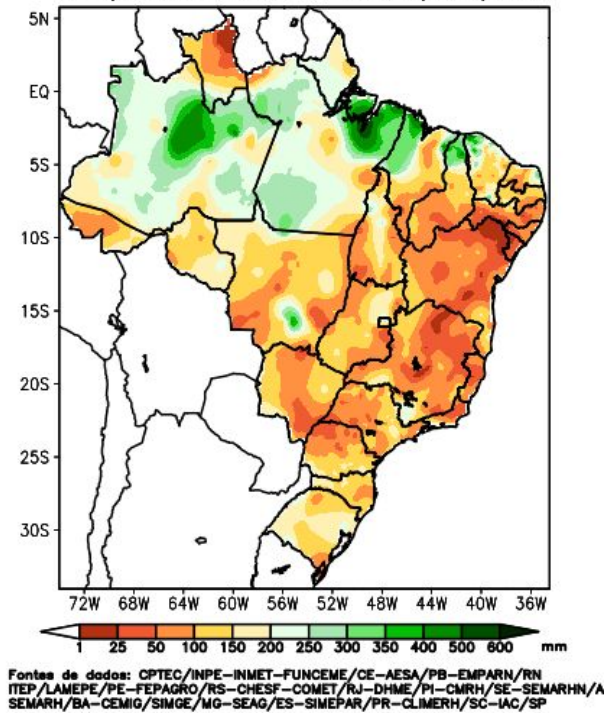 5N
EQ
5S
10S
15S
20S
25S
30S
72W 68W 64W 60W 56W 52W 48W 44W 40W 36W
1 25 50 100 150 200 250 300 350 400 500 600 mm
Fontes de dados: CPTEC/INPE-INMET-FUNCEME/CE-AESA/PB-EMPARN/RN
ITEP/LAMEPE/PE-FEPAGRO/RS-CHESF-COMET/RJ-DHME/PI-CMRH/SE-SEMARHN/A
SEMARH/BA-CEMIG/SIMGE/MG-SEAG/ES-SIMEPAR/PR-CLIMERH/SC-IAC/SP